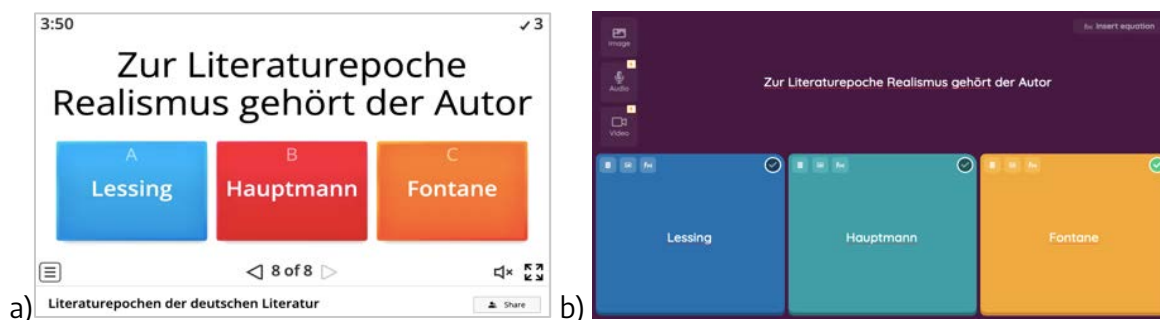 3:50
✓ 3
Zur Literaturepoche
Realismus gehört der Autor
A
Lessing
B
Hauptmann
C
Fontane
8 of 8
Literaturepochen der deutschen Literatur
Share
a)
Image
Audio
Video
Insert equation
Zur Literaturepoche Realismus gehört der Autor
Lessing
Hauptmann
Fontane
b)